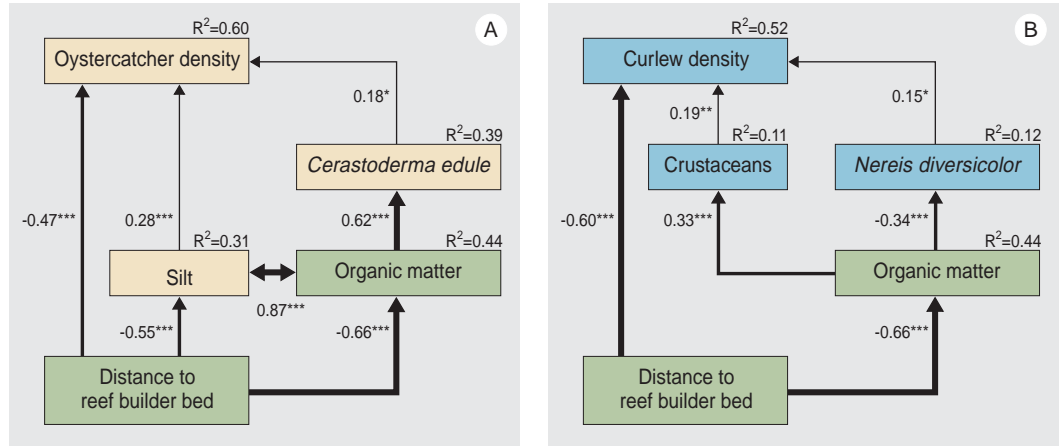 A
R²=0.60
Oystercatcher density
0.18*
R²=0.39
Cerastoderma edule
-0.47***
0.28***
0.62***
R²=0.31
R²=0.44
Silt
Organic matter
0.87***
-0.55***
-0.66***
Distance to
reef builder bed
B
R²=0.52
Curlew density
0.19**
0.15*
R²=0.11
R²=0.12
Crustaceans
Nereis diversicolor
-0.60***
0.33***
-0.34***
R²=0.44
Organic matter
-0.66***
Distance to
reef builder bed